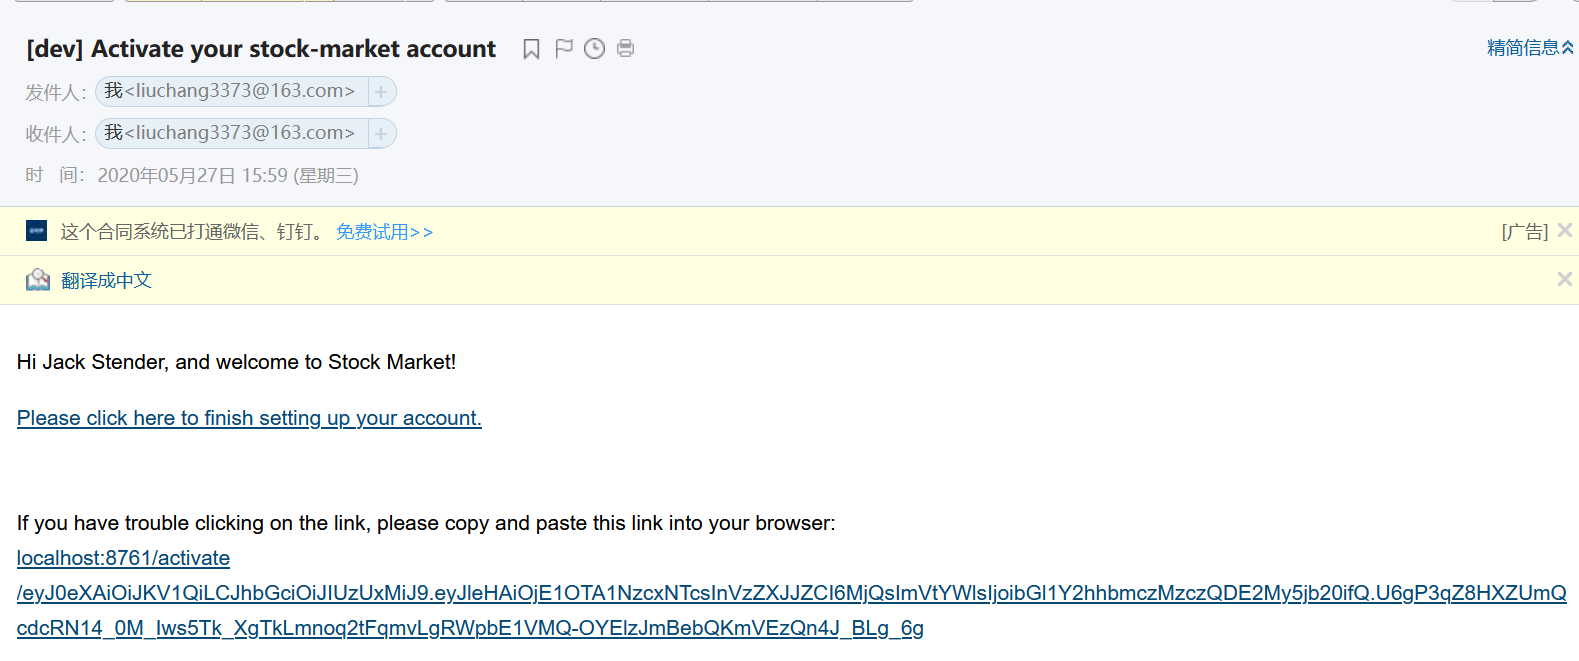 [dev] Activate your stock-market account
精简信息
发件人: 我<liuchang3373@163.com> +
收件人: 我<liuchang3373@163.com> +
时 间: 2020年05月27日 15:59 (星期三)
这个合同系统已打通微信、钉钉。 免费试用>> [广告]
翻译成中文
Hi Jack Stender, and welcome to Stock Market!
Please click here to finish setting up your account.
If you have trouble clicking on the link, please copy and paste this link into your browser:
localhost:8761/activate
/eyJ0eXAiOiJKV1QiLCJhbGciOiJIUzUxMiJ9.eyJleHAiOjE1OTA1NzcxNTcsInVzZXJJZCI6MjQsImVtYWlsIjoibGl1Y2hhbmczMzczQDE2My5jb20ifQ.U6gP3qZ8HXZUmQ
cdcRN14_0M_Iws5Tk_XgTkLmnoq2tFqmvLgRWpbE1VMQ-OYElzJmBebQKmVEzQn4J_BLg_6g